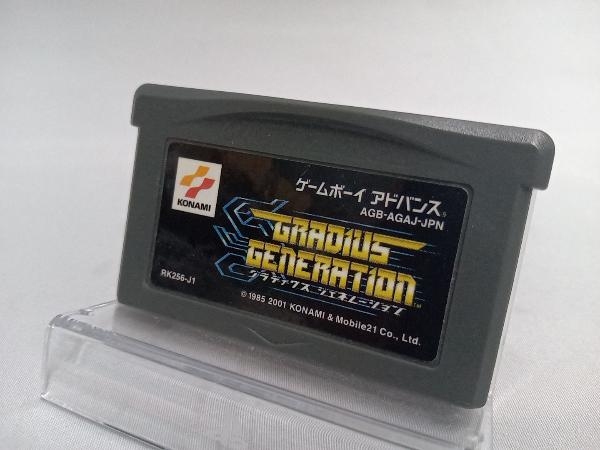 KONAMI
ゲームボーイ アドバンス®
AGB-AGAJ-JPN
GRADIUS
GENERATION™
グラディウス ジェネレーション
RK256-J1
© 1985 2001 KONAMI & Mobile21 Co., Ltd.